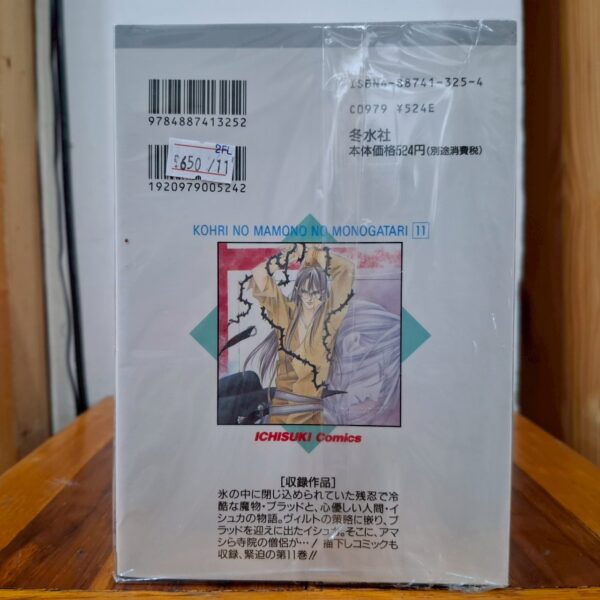 ISBN4-88741-325-4
9784887413252
C0979 ¥524E
冬水社
本体価格524円(別途消費税)
2FL
650 /11
1920979005242
KOHRI NO MAMONO NO MONOGATARI 11
ICHISUKI Comics
[収録作品]
氷の中に閉じ込められていた残忍で冷
酷な魔物・ブラッドと、心優しい人間・イ
シュカの物語。ヴィルトの策略に嵌り、ブ
ラッドを迎えに出たイシュカ。そこに、アマ
シら寺院の僧侶か…! 描下しコミックも
収録、緊迫の第11巻!!